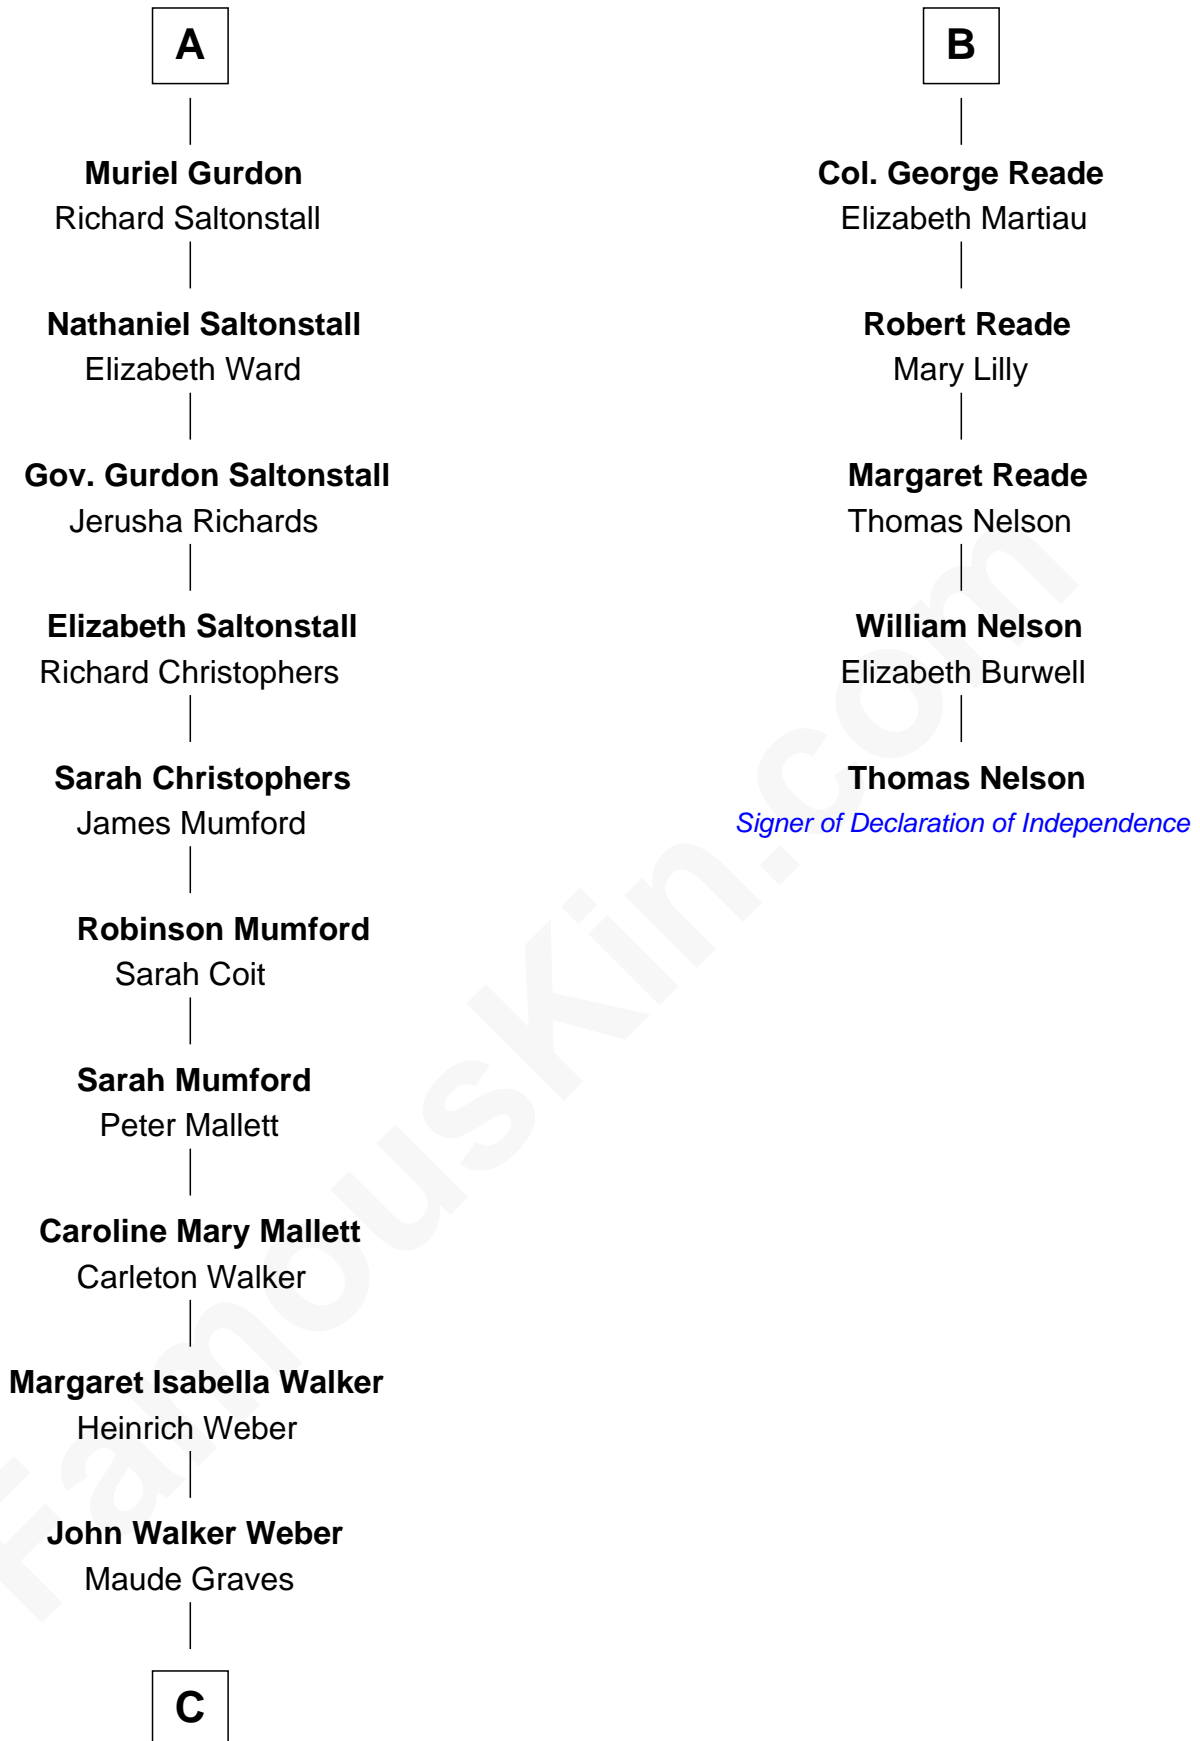 A
Muriel Gurdon
Richard Saltonstall
Nathaniel Saltonstall
Elizabeth Ward
Gov. Gurdon Saltonstall
Jerusha Richards
Elizabeth Saltonstall
Richard Christophers
Sarah Christophers
James Mumford
Robinson Mumford
Sarah Coit
Sarah Mumford
Peter Mallett
Caroline Mary Mallett
Carleton Walker
Margaret Isabella Walker
Heinrich Weber
John Walker Weber
Maude Graves
C
B
Col. George Reade
Elizabeth Martiau
Robert Reade
Mary Lilly
Margaret Reade
Thomas Nelson
William Nelson
Elizabeth Burwell
Thomas Nelson
Signer of Declaration of Independence
FamousKin.com